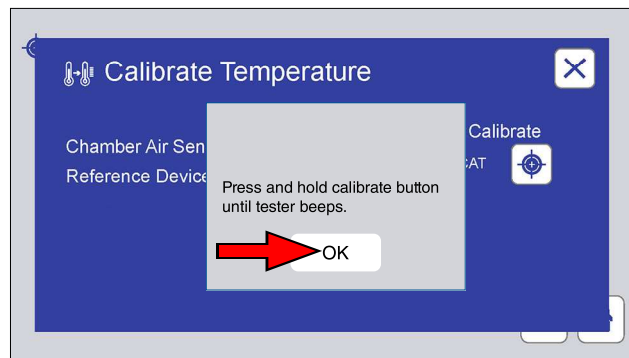 Calibrate Temperature
Calibrate
Chamber Air Sen
CAT
Reference Device
Press and hold calibrate button
until tester beeps.
OK